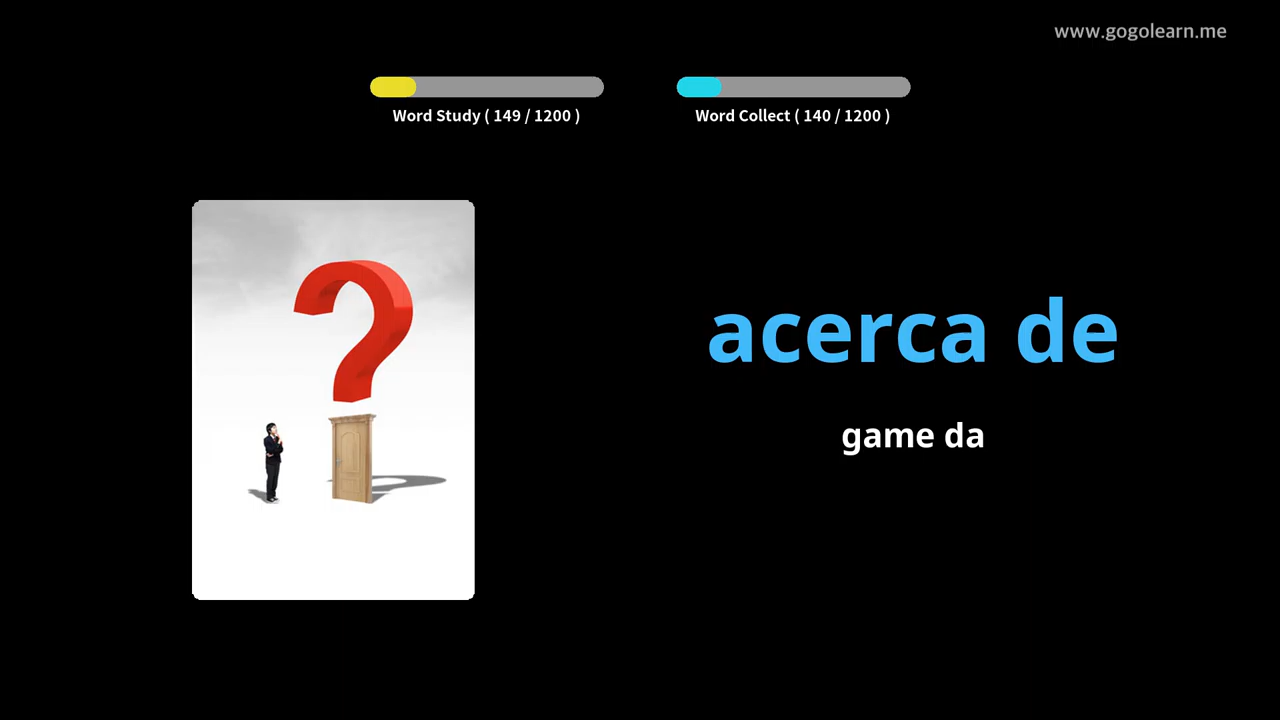 www.gogolearn.me
Word Study ( 149 / 1200 )
Word Collect ( 140 / 1200 )
acerca de
game da